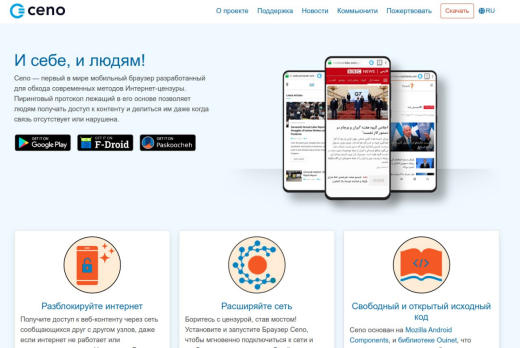 ceno
О проекте Поддержка Новости Комьюнити Пожертвовать Скачать RU
И себе, и людям!
Ceno — первый в мире мобильный браузер разработанный
для обхода современных методов Интернет-цензуры.
Пиринговый протокол лежащий в его основе позволяет
людям получать доступ к контенту и делиться им даже когда
связь отсутствует или нарушена.
GET IT ON Google Play
GET IT ON F-Droid
GET IT ON Paskoocheh
BBC NEWS فارسی
G7
Разблокируйте интернет
Получите доступ к веб-контенту через сеть
сообщающихся друг с другом узлов, даже
если интернет не работает или
Расширяйте сеть
Боритесь с цензурой, став мостом!
Установите и запустите Браузер Ceno,
чтобы мгновенно подключиться к сети и
Свободный и открытый исходный
код
Ceno основан на Mozilla Android
Components, и библиотеке Ouinet, что